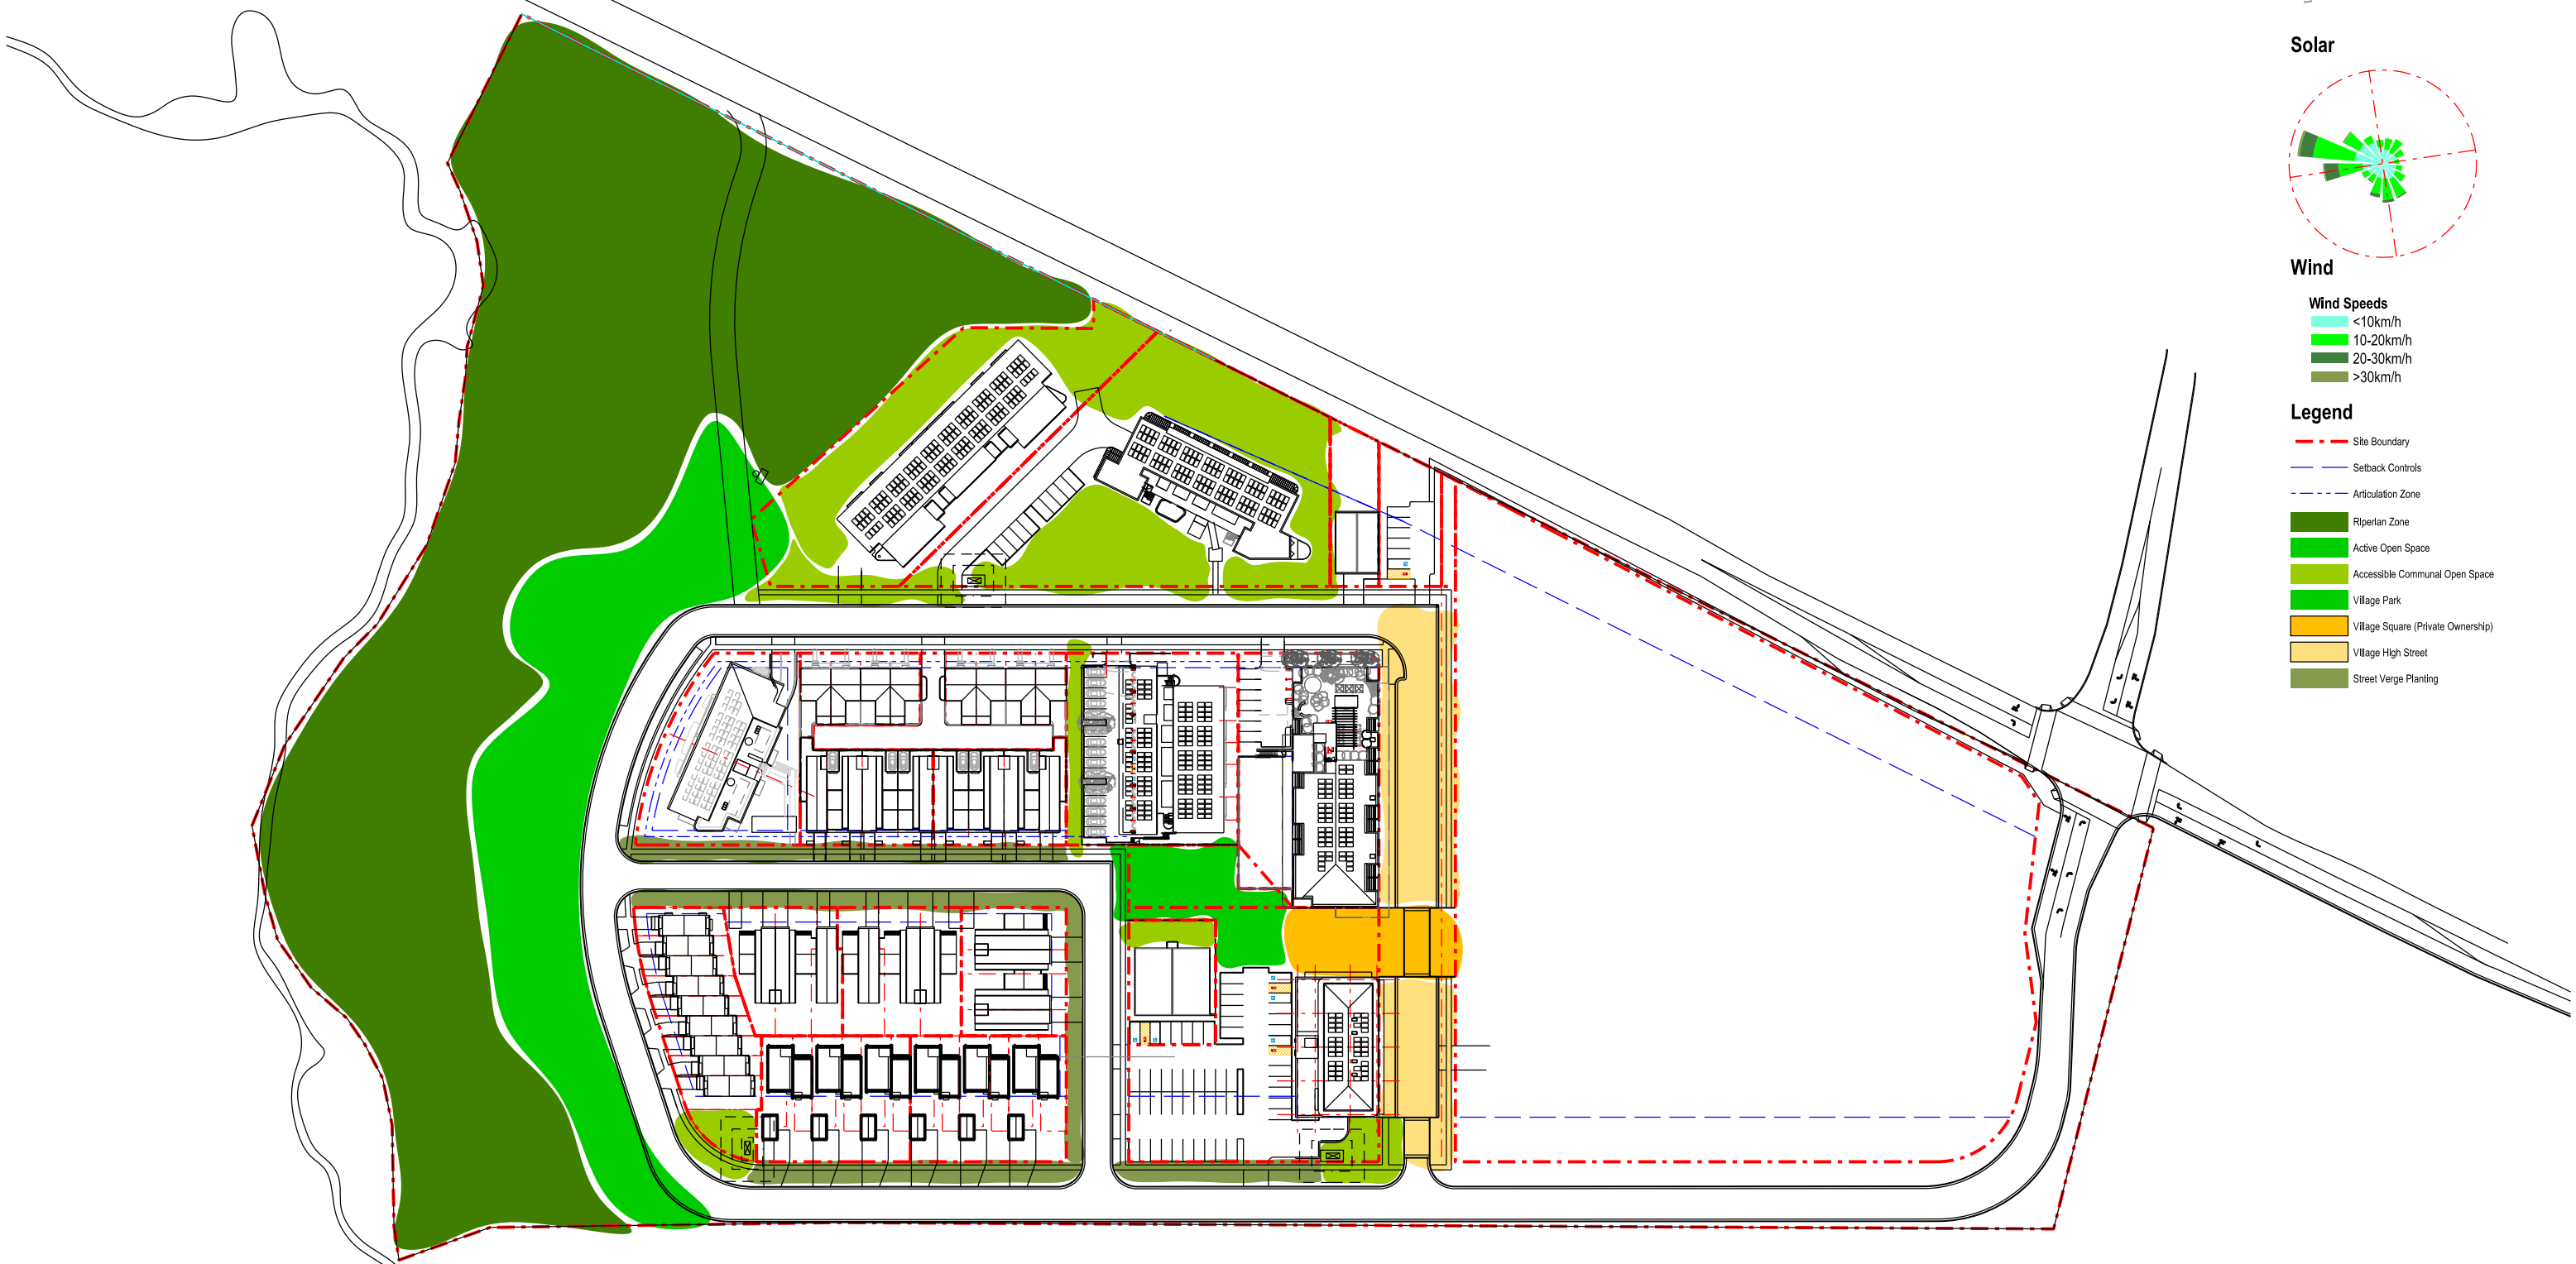 Solar
Wind
Wind Speeds
<10km/h
10-20km/h
20-30km/h
>30km/h
Legend
Site Boundary
Setback Controls
Articulation Zone
RIperIan Zone
Active Open Space
Accessible Communal Open Space
Village Park
Village Square (Private Ownership)
VIllage HIgh Street
Street Verge Planting